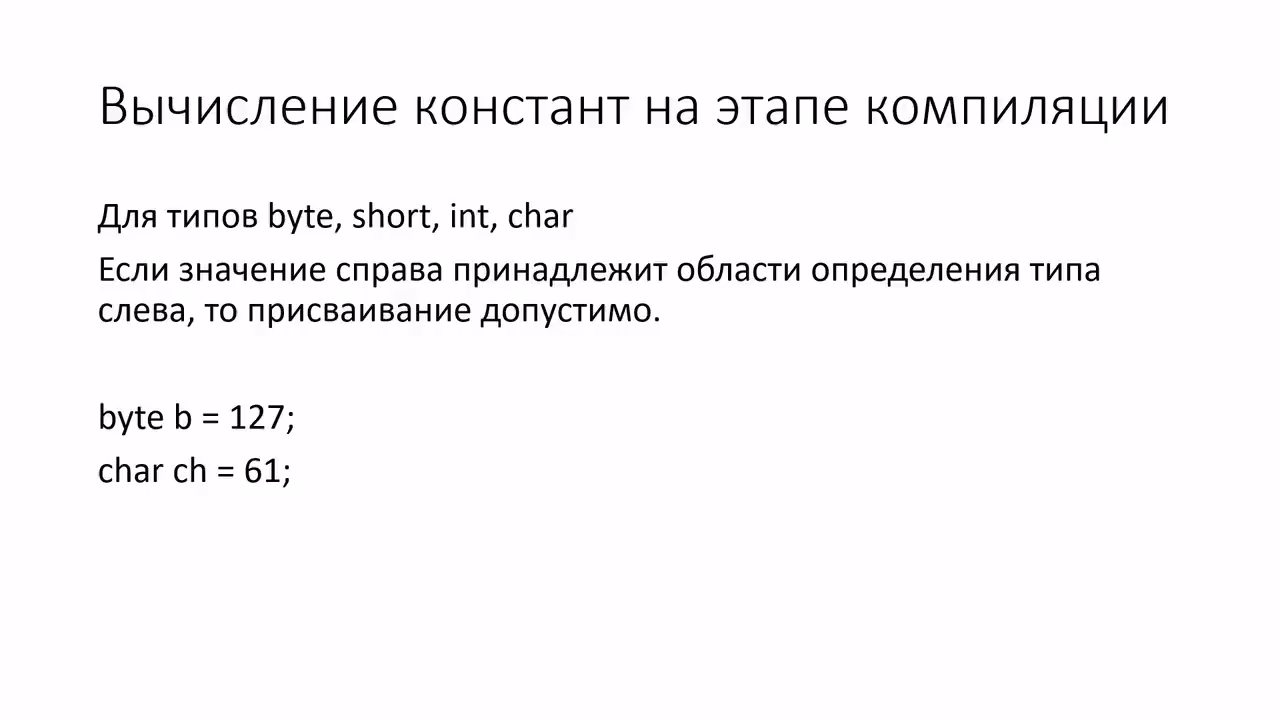 Вычисление констант на этапе компиляции
Для типов byte, short, int, char
Если значение справа принадлежит области определения типа
слева, то присваивание допустимо.
byte b = 127;
char ch = 61;